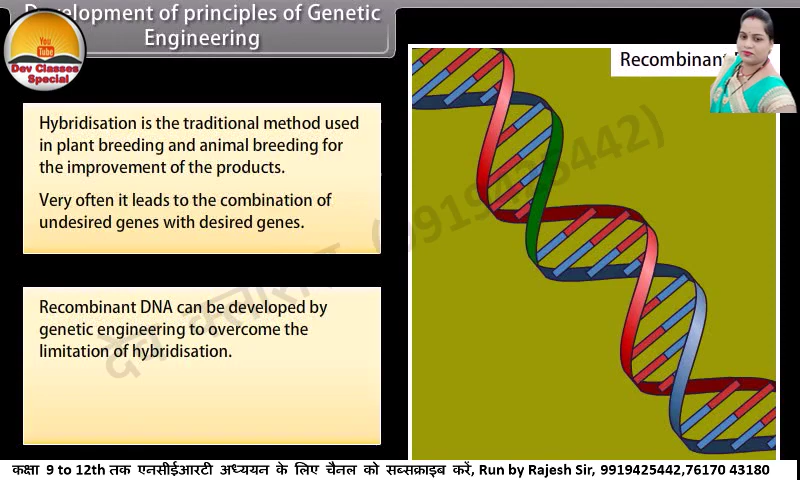 Development of principles of Genetic
Engineering
You
Tube
Dev Classes
Special
Hybridisation is the traditional method used
in plant breeding and animal breeding for
the improvement of the products.
Very often it leads to the combination of
undesired genes with desired genes.
Recombinant DNA can be developed by
genetic engineering to overcome the
limitation of hybridisation.
Recombinant
कक्षा 9 to 12th तक एनसीईआरटी अध्ययन के लिए चैनल को सब्सक्राइब करें, Run by Rajesh Sir, 9919425442,76170 43180